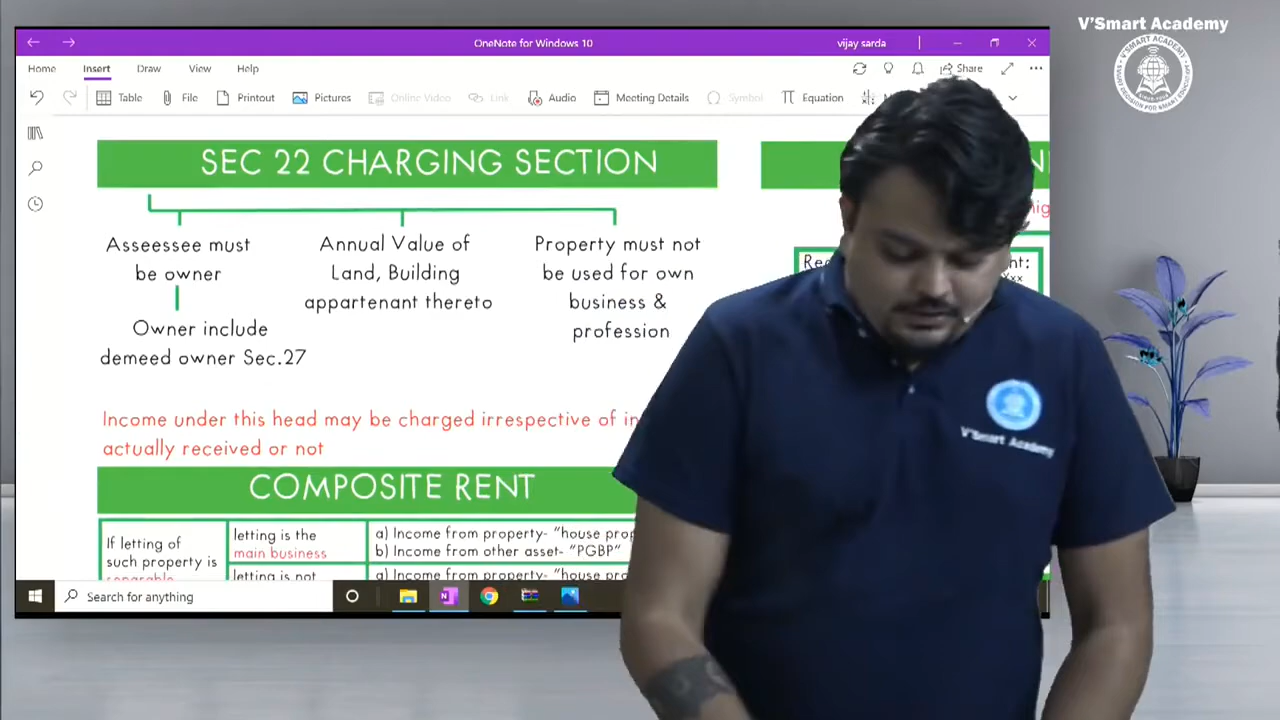 V'Smart Academy
OneNote for Windows 10
vijay sarda
Home Insert Draw View Help
Share
Table File Printout Pictures Online Video Link Audio Meeting Details Symbol Equation
SEC 22 CHARGING SECTION
Aseessee must
be owner
Owner include
demeed owner Sec.27
Annual Value of
Land, Building
appartenant thereto
Property must not
be used for own
business &
profession
Income under this head may be charged irrespective of
actually received or not
COMPOSITE RENT
If letting of
such property is
separable
letting is the
main business
a) Income from property- "house
b) Income from other asset- "PGBP"
letting is not
a) Income from property- "house
Search for anything
V'Smart Academy